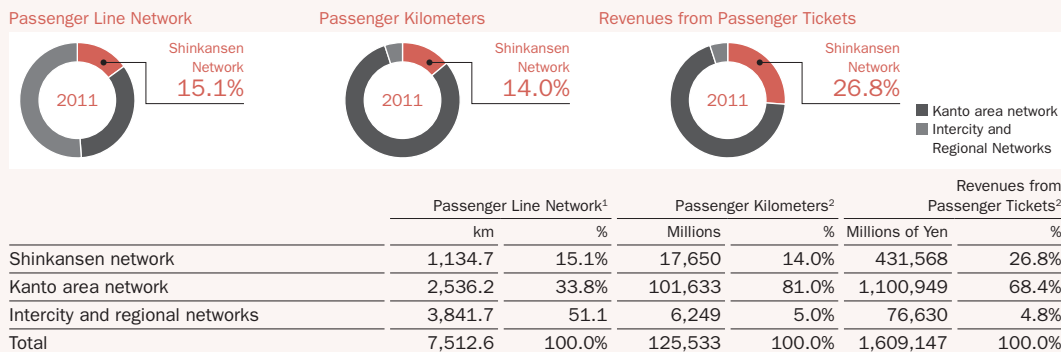 Passenger Line Network
Passenger Kilometers
Revenues from Passenger Tickets
Shinkansen
Network
15.1%
2011
Shinkansen
Network
14.0%
2011
Shinkansen
Network
26.8%
2011
Kanto area network
Intercity and
Regional Networks
Revenues from
Passenger Line Network¹ Passenger Kilometers² Passenger Tickets²
km % Millions % Millions of Yen %
Shinkansen network 1,134.7 15.1% 17,650 14.0% 431,568 26.8%
Kanto area network 2,536.2 33.8% 101,633 81.0% 1,100,949 68.4%
Intercity and regional networks 3,841.7 51.1 6,249 5.0% 76,630 4.8%
Total 7,512.6 100.0% 125,533 100.0% 1,609,147 100.0%